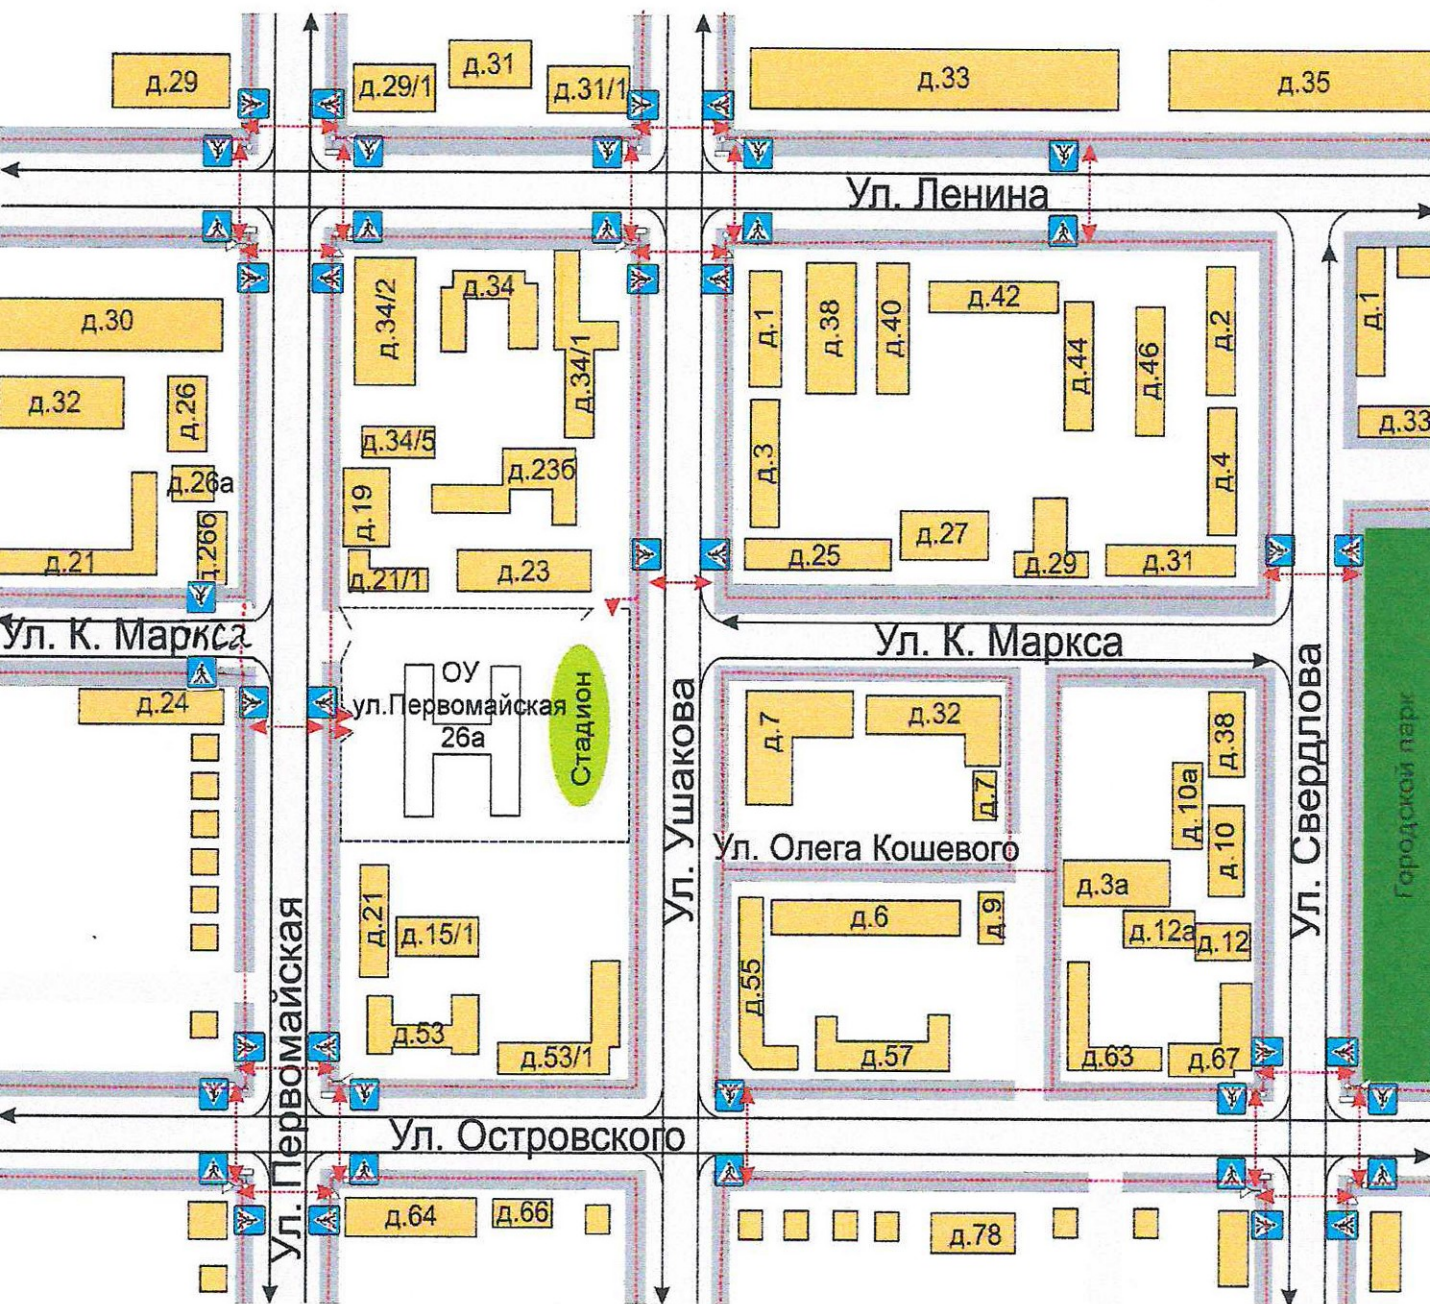 д.29
д.29/1
д.31
д.31/1
д.33
д.35
Ул. Ленина
д.30
д.32
д.26
д.26а
д.26б
д.21
д.34/2
д.34
д.34/1
д.34/5
д.19
д.23б
д.21/1
д.23
д.1
д.38
д.40
д.42
д.44
д.46
д.2
д.3
д.4
д.25
д.27
д.29
д.31
д.1
д.33
Ул. К. Маркса
Ул. К. Маркса
д.24
ОУ
ул.Первомайская
26а
Стадион
Ул. Ушакова
д.7
д.32
д.7
д.38
д.10а
д.10
Ул. Свердлова
Городской парк
Ул. Олега Кошевого
д.3а
д.12а
д.12
д.21
д.15/1
д.53
д.53/1
д.55
д.6
д.9
д.57
д.63
д.67
Ул. Первомайская
Ул. Островского
д.64
д.66
д.78